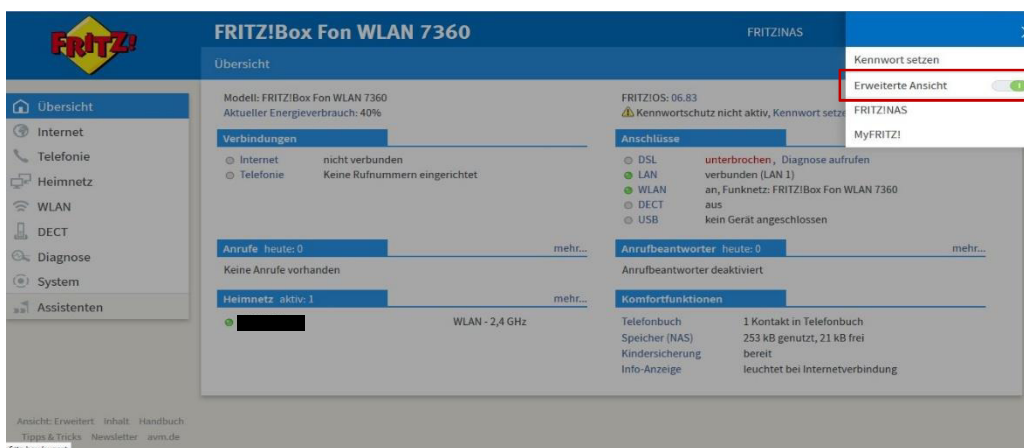 FRITZ!
FRITZ!Box Fon WLAN 7360
FRITZ!NAS
Übersicht
Kennwort setzen
Erweiterte Ansicht
FRITZ!NAS
MyFRITZ!
Übersicht
Internet
Telefonie
Heimnetz
WLAN
DECT
Diagnose
System
Assistenten
Modell: FRITZ!Box Fon WLAN 7360
Aktueller Energieverbrauch: 40%
FRITZ!OS: 06.83
Kennwortschutz nicht aktiv, Kennwort setze
Verbindungen
Internet nicht verbunden
Telefonie Keine Rufnummern eingerichtet
Anschlüsse
DSL unterbrochen, Diagnose aufrufen
LAN verbunden (LAN 1)
WLAN an, Funknetz: FRITZ!Box Fon WLAN 7360
DECT aus
USB kein Gerät angeschlossen
Anrufe heute: 0 mehr...
Keine Anrufe vorhanden
Anrufbeantworter heute: 0 mehr...
Anrufbeantworter deaktiviert
Heimnetz aktiv: 1 mehr...
WLAN - 2,4 GHz
Komfortfunktionen
Telefonbuch 1 Kontakt in Telefonbuch
Speicher (NAS) 253 kB genutzt, 21 kB frei
Kindersicherung bereit
Info-Anzeige leuchtet bei Internetverbindung
Ansicht: Erweitert Inhalt Handbuch
Tipps & Tricks Newsletter avm.de